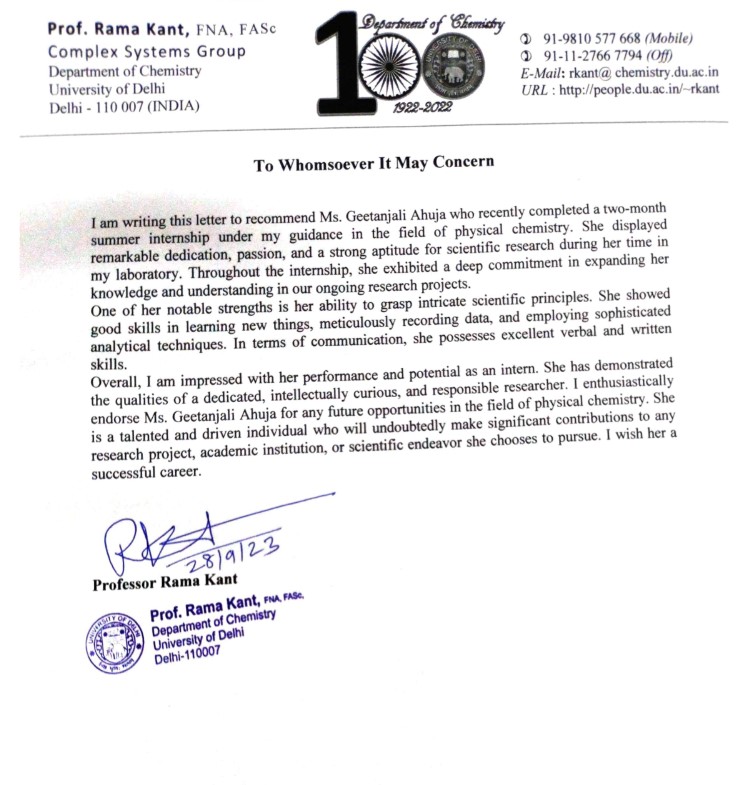 Prof. Rama Kant, FNA, FASc
Complex Systems Group
Department of Chemistry
University of Delhi
Delhi - 110 007 (INDIA)
Department of Chemistry
100
1922-2022
91-9810 577 668 (Mobile)
91-11-2766 7794 (Off)
E-Mail: rkant@ chemistry.du.ac.in
URL : http://people.du.ac.in/~rkant
To Whomsoever It May Concern
I am writing this letter to recommend Ms. Geetanjali Ahuja who recently completed a two-month
summer internship under my guidance in the field of physical chemistry. She displayed
remarkable dedication, passion, and a strong aptitude for scientific research during her time in
my laboratory. Throughout the internship, she exhibited a deep commitment in expanding her
knowledge and understanding in our ongoing research projects.
One of her notable strengths is her ability to grasp intricate scientific principles. She showed
good skills in learning new things, meticulously recording data, and employing sophisticated
analytical techniques. In terms of communication, she possesses excellent verbal and written
skills.
Overall, I am impressed with her performance and potential as an intern. She has demonstrated
the qualities of a dedicated, intellectually curious, and responsible researcher. I enthusiastically
endorse Ms. Geetanjali Ahuja for any future opportunities in the field of physical chemistry. She
is a talented and driven individual who will undoubtedly make significant contributions to any
research project, academic institution, or scientific endeavor she chooses to pursue. I wish her a
successful career.
28/9/23
Professor Rama Kant
Prof. Rama Kant, FNA, FASc.
Department of Chemistry
University of Delhi
Delhi-110007